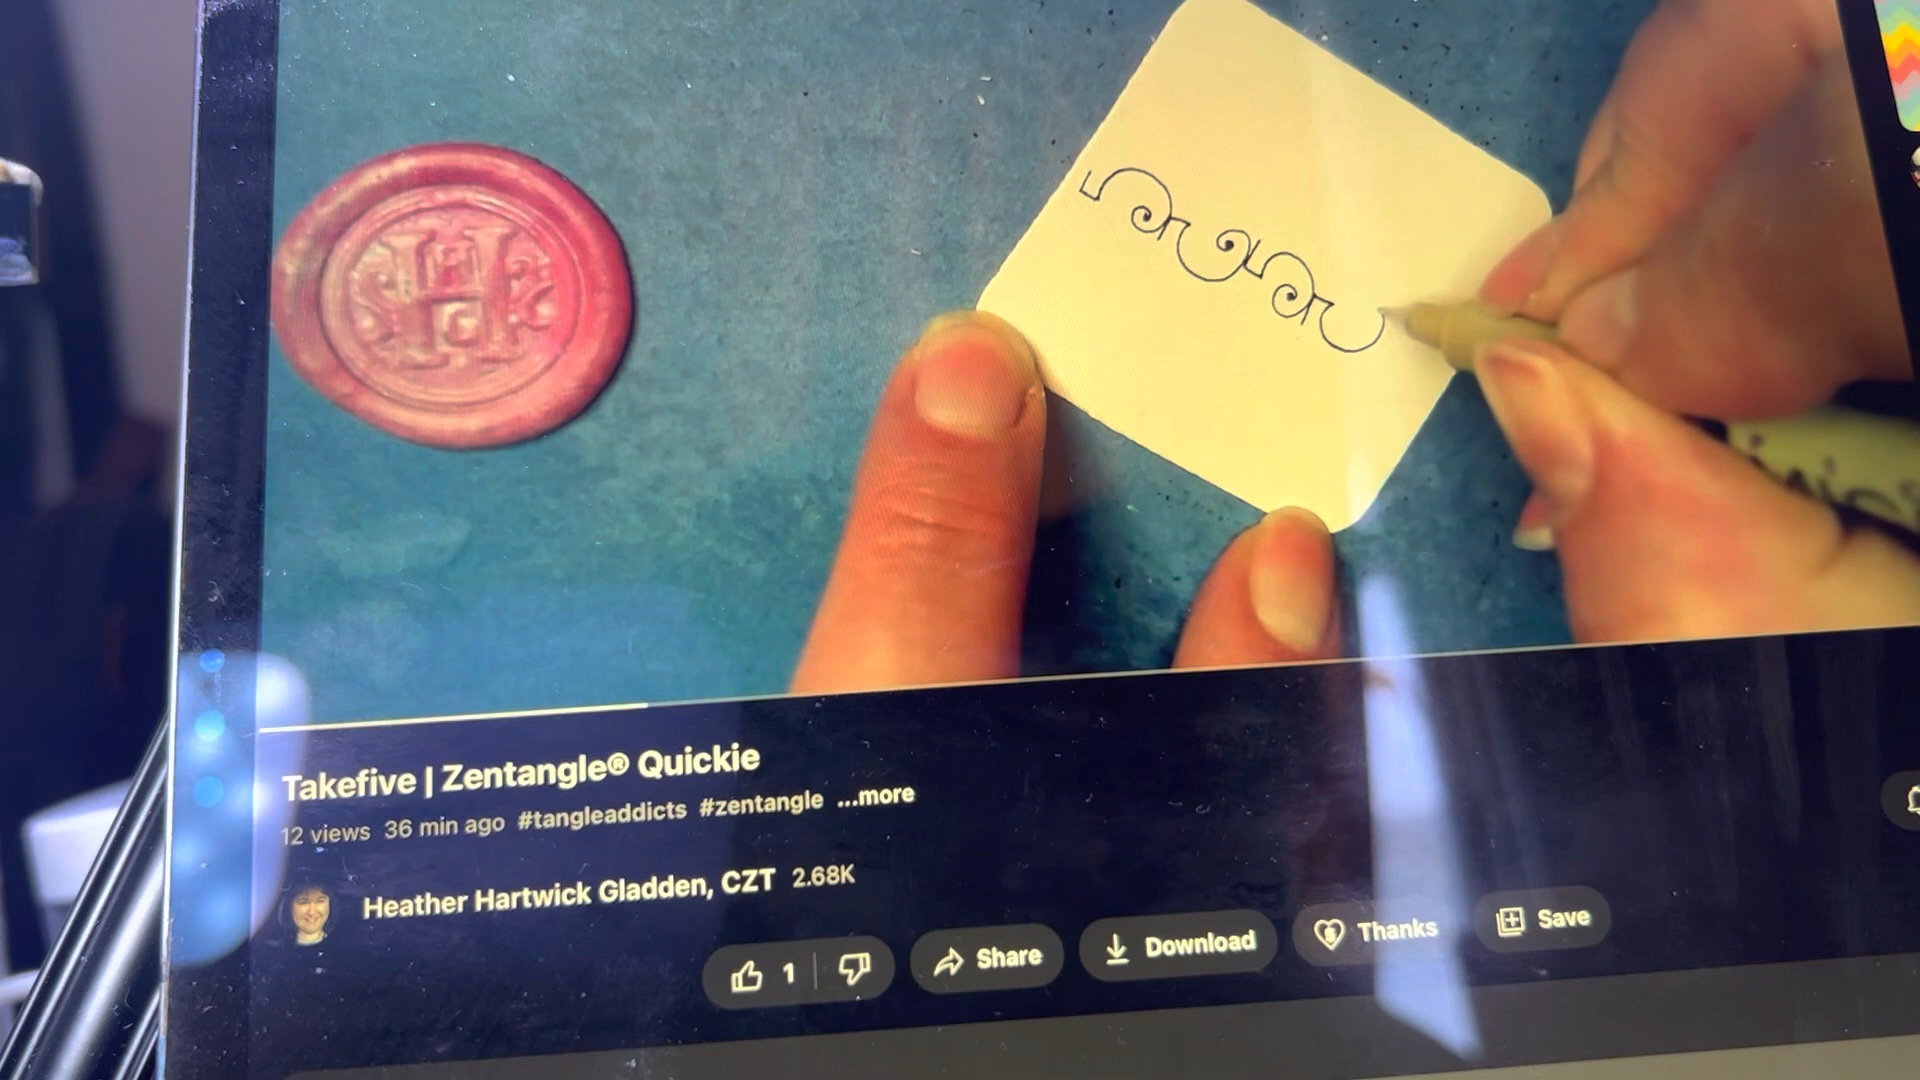 H
Takefive | Zentangle® Quickie
12 views 36 min ago #tangleaddicts #zentangle ...more
Heather Hartwick Gladden, CZT 2.68K
1 Share Download Thanks Save